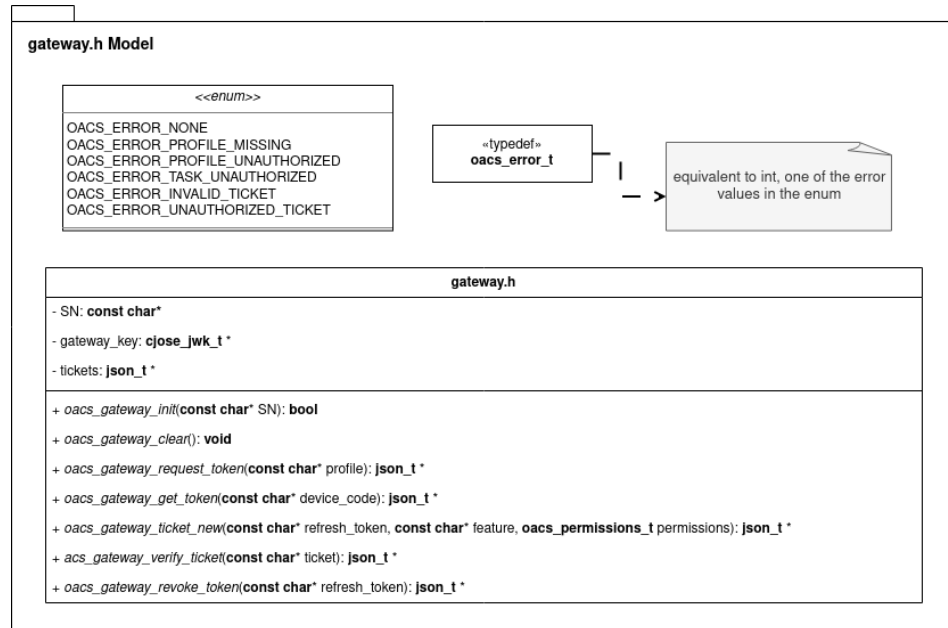 gateway.h Model
<<enum>>
OACS_ERROR_NONE
OACS_ERROR_PROFILE_MISSING
OACS_ERROR_PROFILE_UNAUTHORIZED
OACS_ERROR_TASK_UNAUTHORIZED
OACS_ERROR_INVALID_TICKET
OACS_ERROR_UNAUTHORIZED_TICKET
«typedef»
oacs_error_t
equivalent to int, one of the error
values in the enum
gateway.h
- SN: const char*
- gateway_key: cjose_jwk_t *
- tickets: json_t *
+ oacs_gateway_init(const char* SN): bool
+ oacs_gateway_clear(): void
+ oacs_gateway_request_token(const char* profile): json_t *
+ oacs_gateway_get_token(const char* device_code): json_t *
+ oacs_gateway_ticket_new(const char* refresh_token, const char* feature, oacs_permissions_t permissions): json_t *
+ acs_gateway_verify_ticket(const char* ticket): json_t *
+ oacs_gateway_revoke_token(const char* refresh_token): json_t *